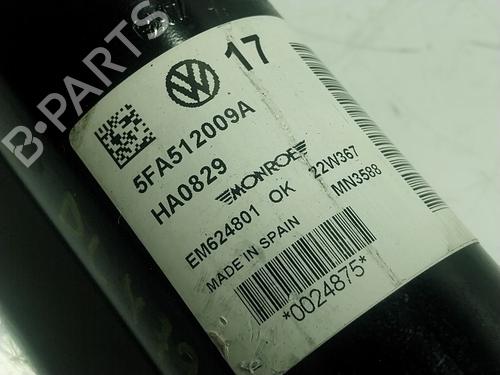 B-PARTS
17
5FA512009A
HA0829
MONROE
EM624801 OK 22W367
MADE IN SPAIN MN3588
*0024875*